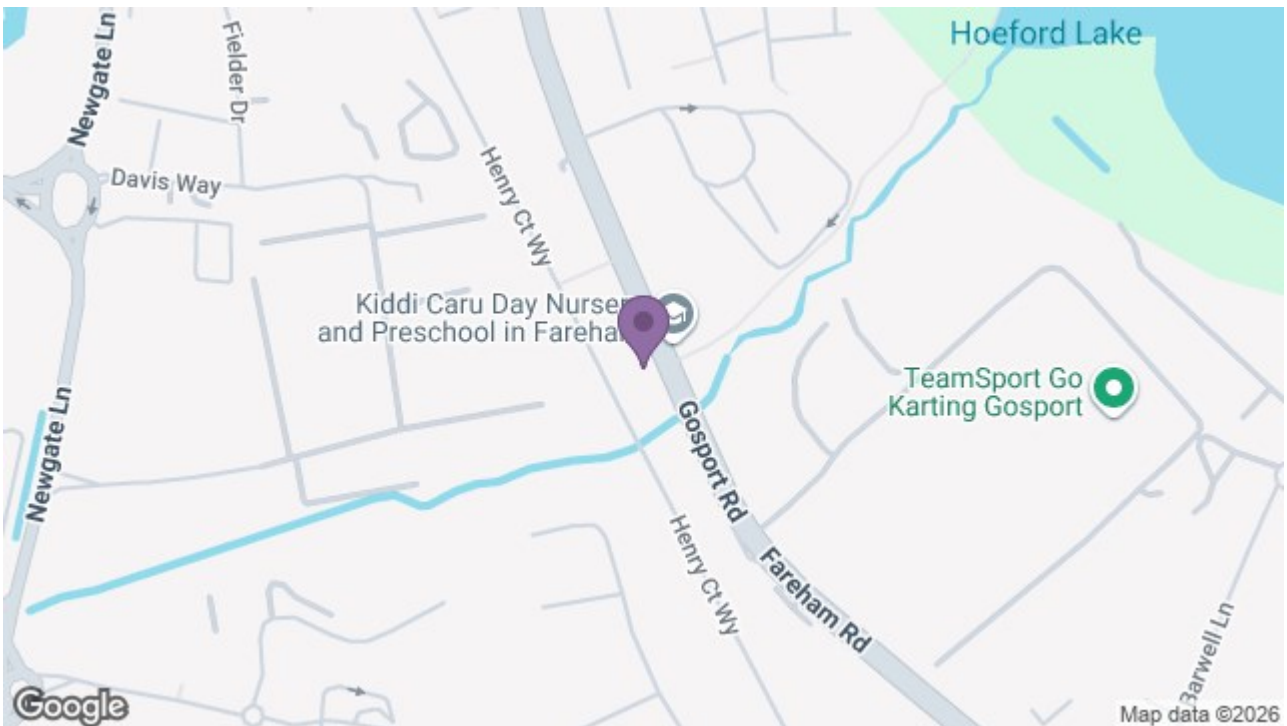 Hoeford Lake
Newgate Ln
Fielder Dr
Davis Way
Henry Ct Wy
Kiddi Caru Day Nurser
and Preschool in Fareha
TeamSport Go
Karting Gosport
Newgate Ln
Gosport Rd
Henry Ct Wy
Fareham Rd
Barwell Ln
Google
Map data ©2026